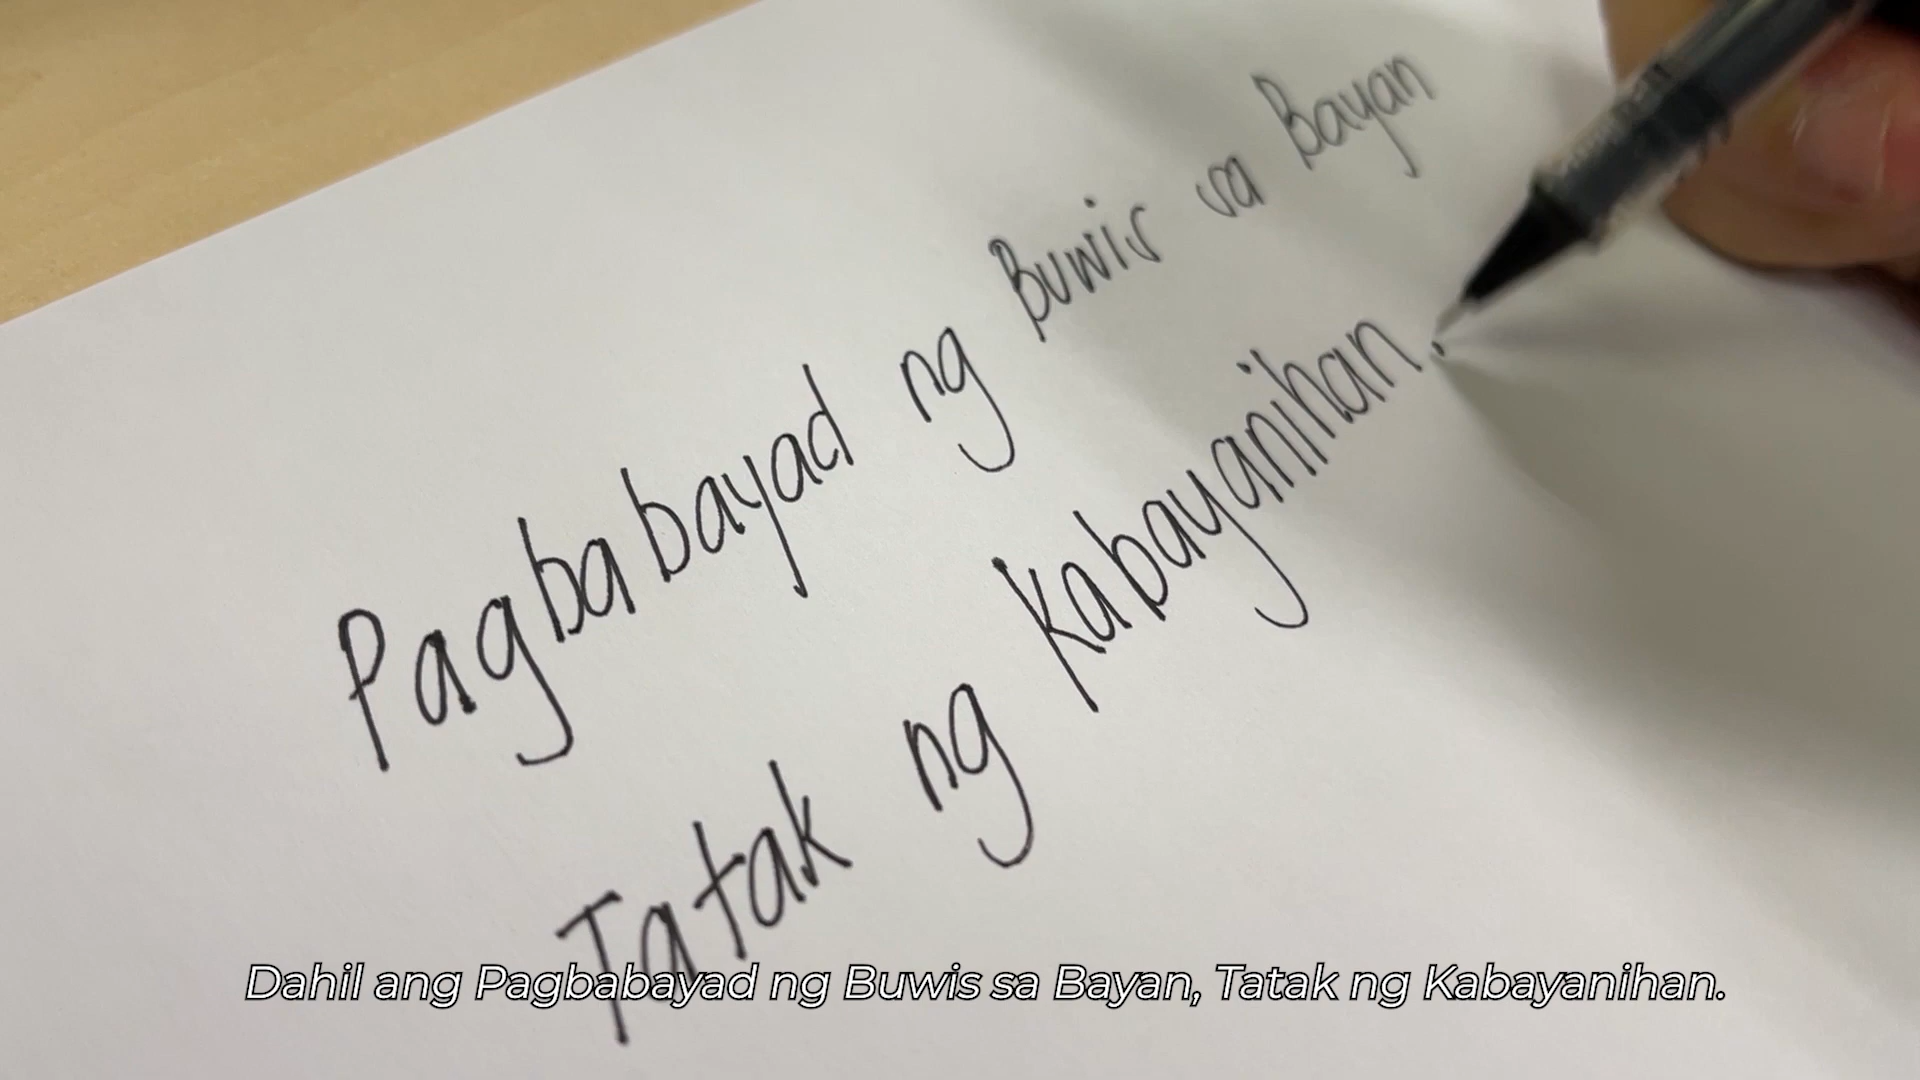 Pagbabayad ng Buwis sa Bayan
Tatak ng Kabayanihan.
Dahil ang Pagbabayad ng Buwis sa Bayan, Tatak ng Kabayanihan.